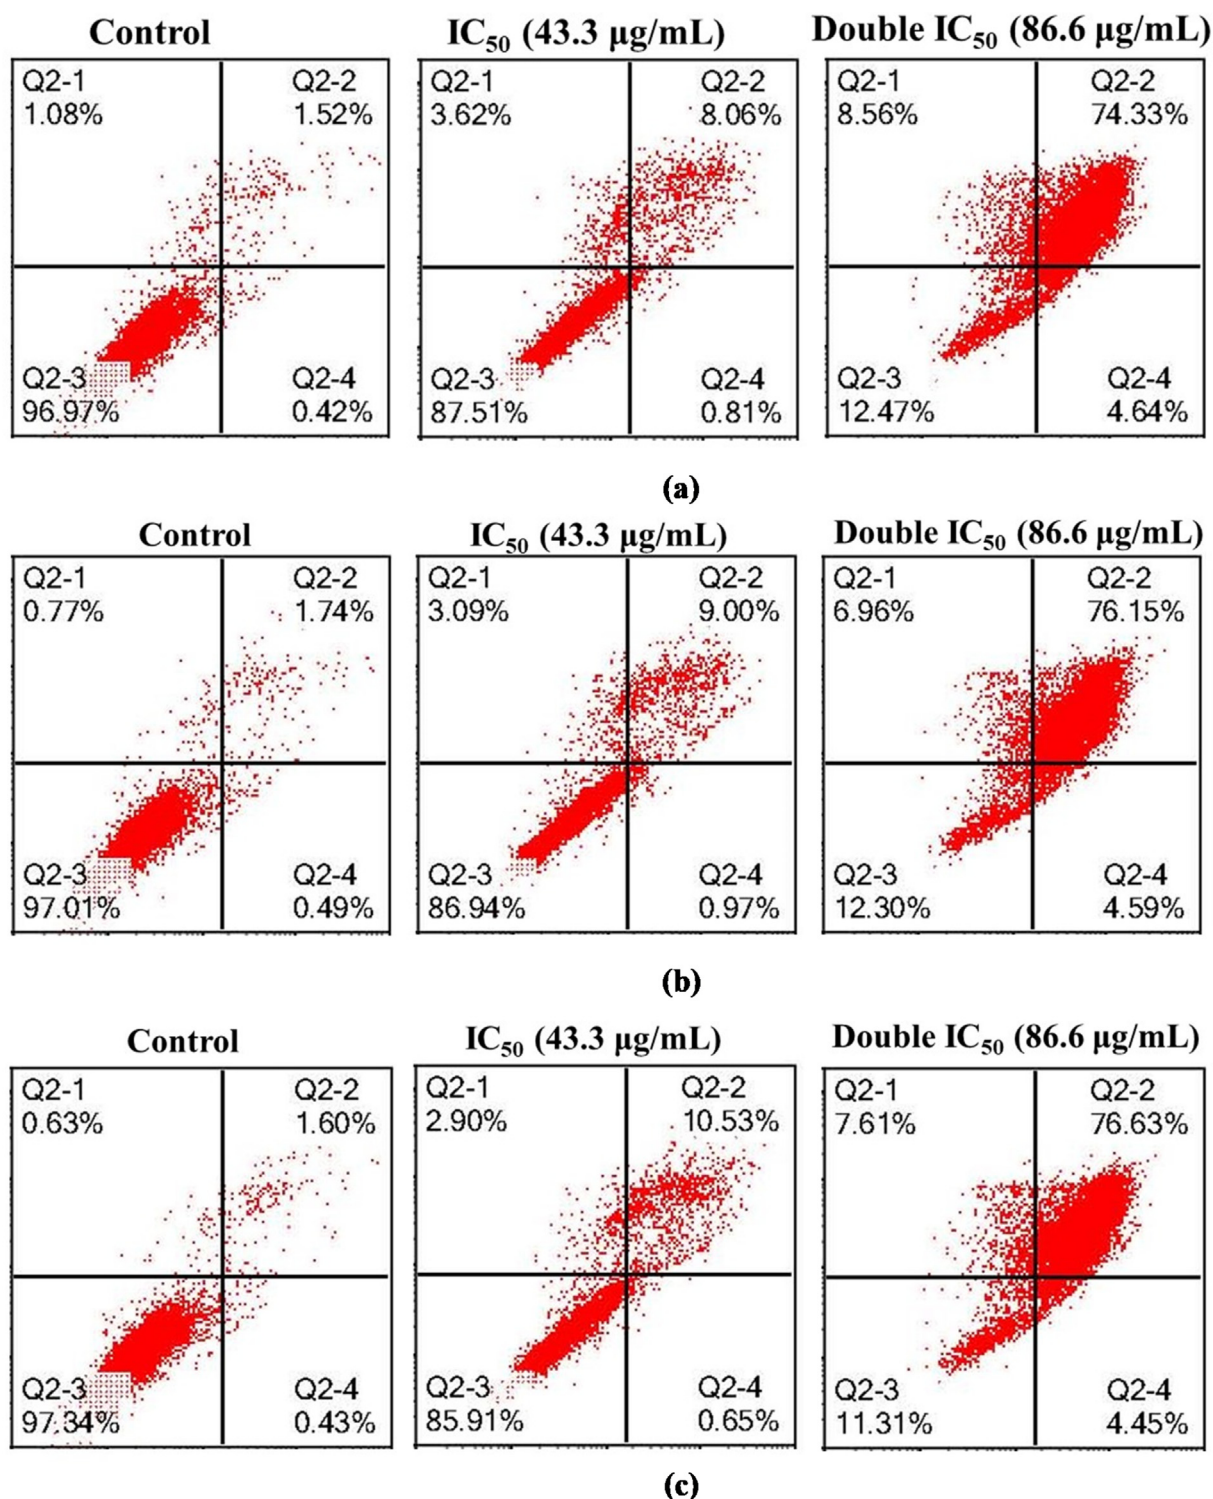 Control IC₅₀ (43.3 µg/mL) Double IC₅₀ (86.6 µg/mL)
Q2-1 Q2-2 Q2-1 Q2-2 Q2-1 Q2-2
1.08% 1.52% 3.62% 8.06% 8.56% 74.33%
Q2-3 Q2-4 Q2-3 Q2-4 Q2-3 Q2-4
96.97% 0.42% 87.51% 0.81% 12.47% 4.64%
(a)
Control IC₅₀ (43.3 µg/mL) Double IC₅₀ (86.6 µg/mL)
Q2-1 Q2-2 Q2-1 Q2-2 Q2-1 Q2-2
0.77% 1.74% 3.09% 9.00% 6.96% 76.15%
Q2-3 Q2-4 Q2-3 Q2-4 Q2-3 Q2-4
97.01% 0.49% 86.94% 0.97% 12.30% 4.59%
(b)
Control IC₅₀ (43.3 µg/mL) Double IC₅₀ (86.6 µg/mL)
Q2-1 Q2-2 Q2-1 Q2-2 Q2-1 Q2-2
0.63% 1.60% 2.90% 10.53% 7.61% 76.63%
Q2-3 Q2-4 Q2-3 Q2-4 Q2-3 Q2-4
97.34% 0.43% 85.91% 0.65% 11.31% 4.45%
(c)